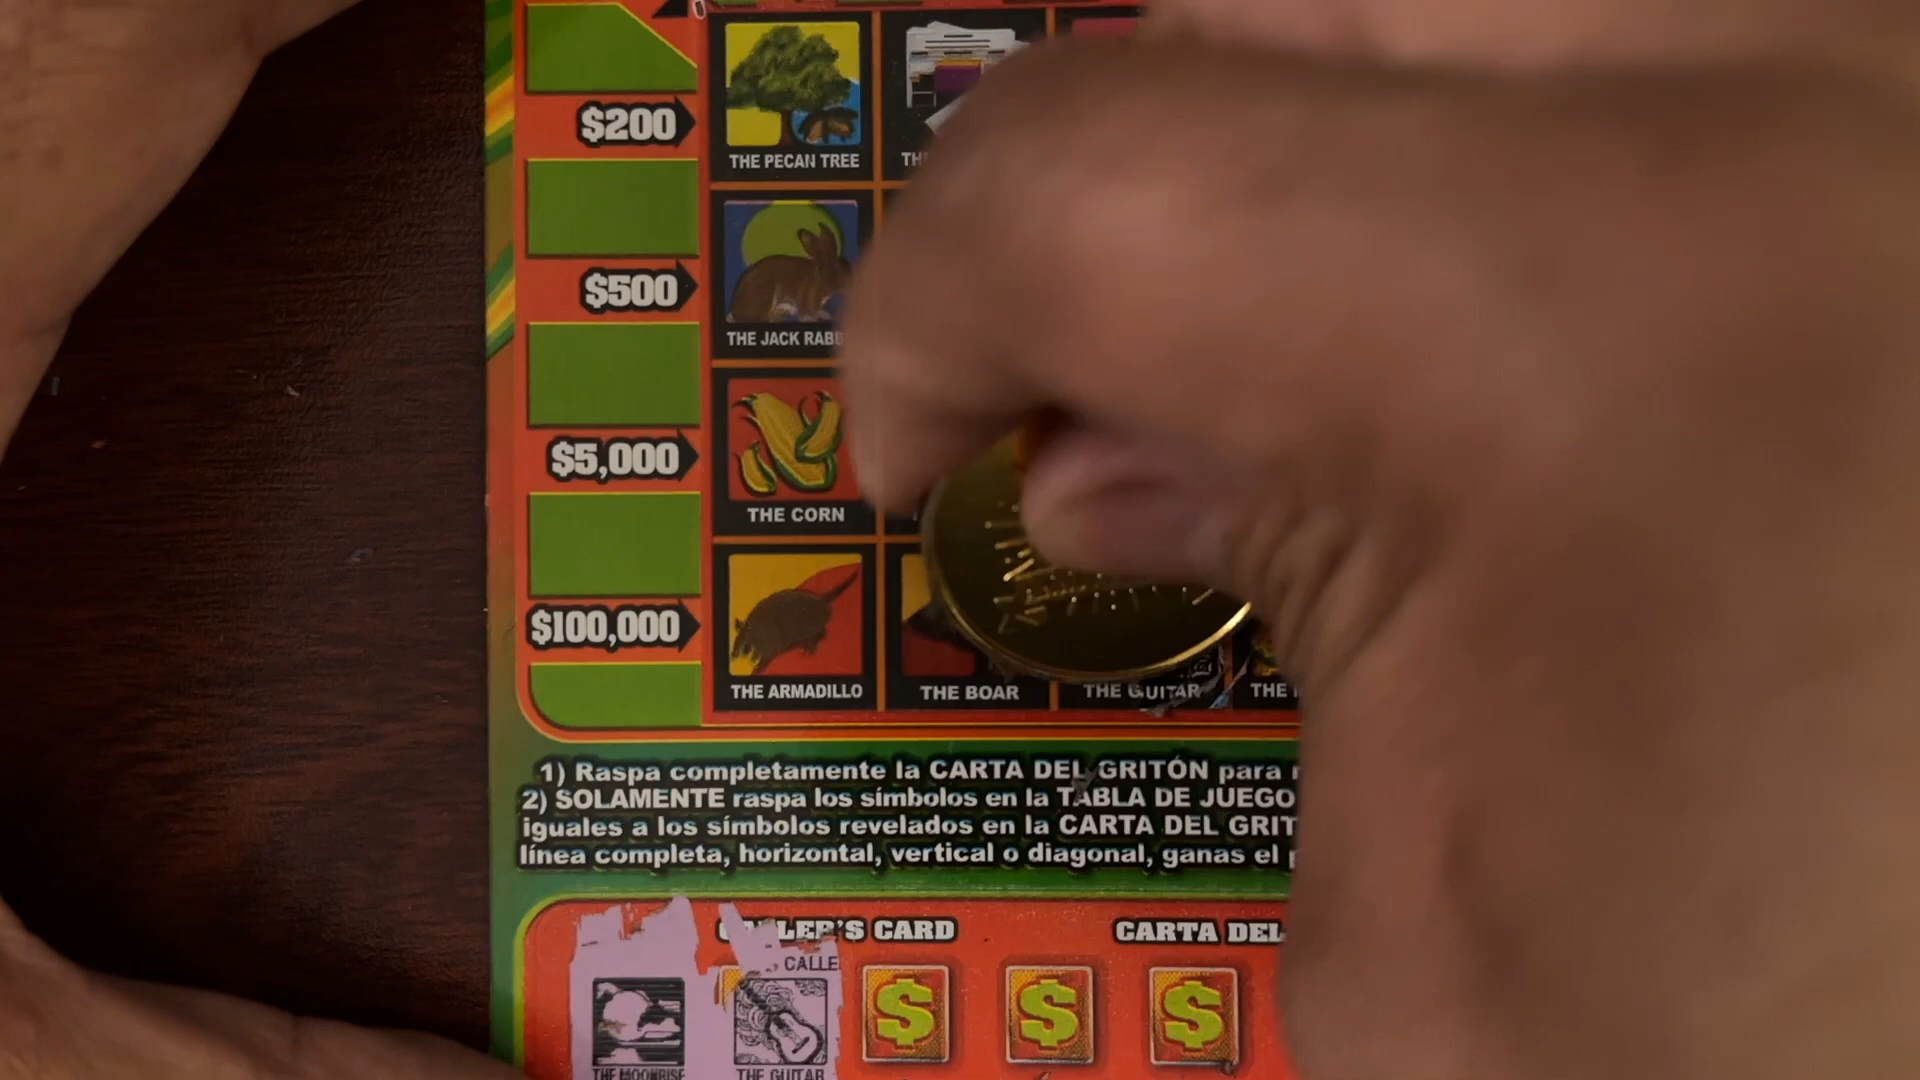 $200
THE PECAN TREE
$500
THE JACK
$5,000
THE CORN
$100,000
THE ARMADILLO
THE BOAR
THE GUITAR
THE
1) Raspa completamente la CARTA DEL GRITÓN para
2) SOLAMENTE raspa los símbolos en la TABLA DE JUEGO
iguales a los símbolos revelados en la CARTA DEL
línea completa, horizontal, vertical o diagonal, ganas el
CARD
CARTA DEL
THE MOONRISE
THE GUITAR
$
$
$